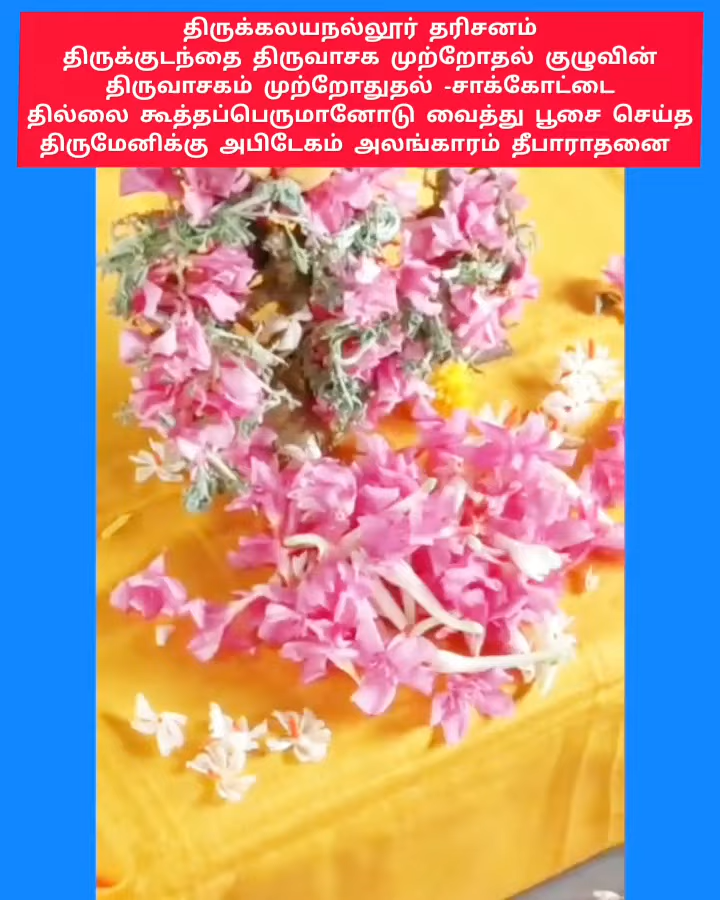 திருக்கலயநல்லூர் தரிசனம்
திருக்குடந்தை திருவாசக முற்றோதல் குழுவின்
திருவாசகம் முற்றோதுதல் -சாக்கோட்டை
தில்லை கூத்தப்பெருமானோடு வைத்து பூசை செய்த
திருமேனிக்கு அபிடேகம் அலங்காரம் தீபாராதனை